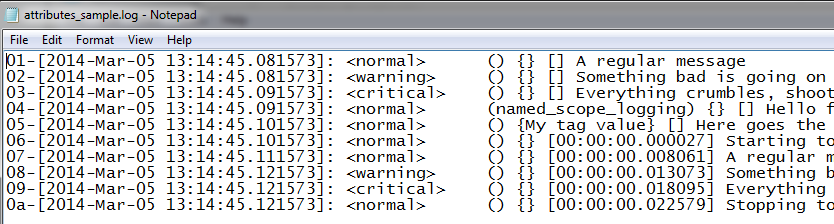 attributes_sample.log - Notepad
File Edit Format View Help
01-[2014-Mar-05 13:14:45.081573]: <normal> () {} [] A regular message
02-[2014-Mar-05 13:14:45.081573]: <warning> () {} [] Something bad is going on
03-[2014-Mar-05 13:14:45.091573]: <critical> () {} [] Everything crumbles, shoot
04-[2014-Mar-05 13:14:45.091573]: <normal> (named_scope_logging) {} [] Hello f
05-[2014-Mar-05 13:14:45.101573]: <normal> () {My tag value} [] Here goes the
06-[2014-Mar-05 13:14:45.101573]: <normal> () {} [00:00:00.000027] Starting to
07-[2014-Mar-05 13:14:45.111573]: <normal> () {} [00:00:00.008061] A regular m
08-[2014-Mar-05 13:14:45.121573]: <warning> () {} [00:00:00.013073] Something b
09-[2014-Mar-05 13:14:45.121573]: <critical> () {} [00:00:00.018095] Everything
0a-[2014-Mar-05 13:14:45.121573]: <normal> () {} [00:00:00.022579] Stopping to